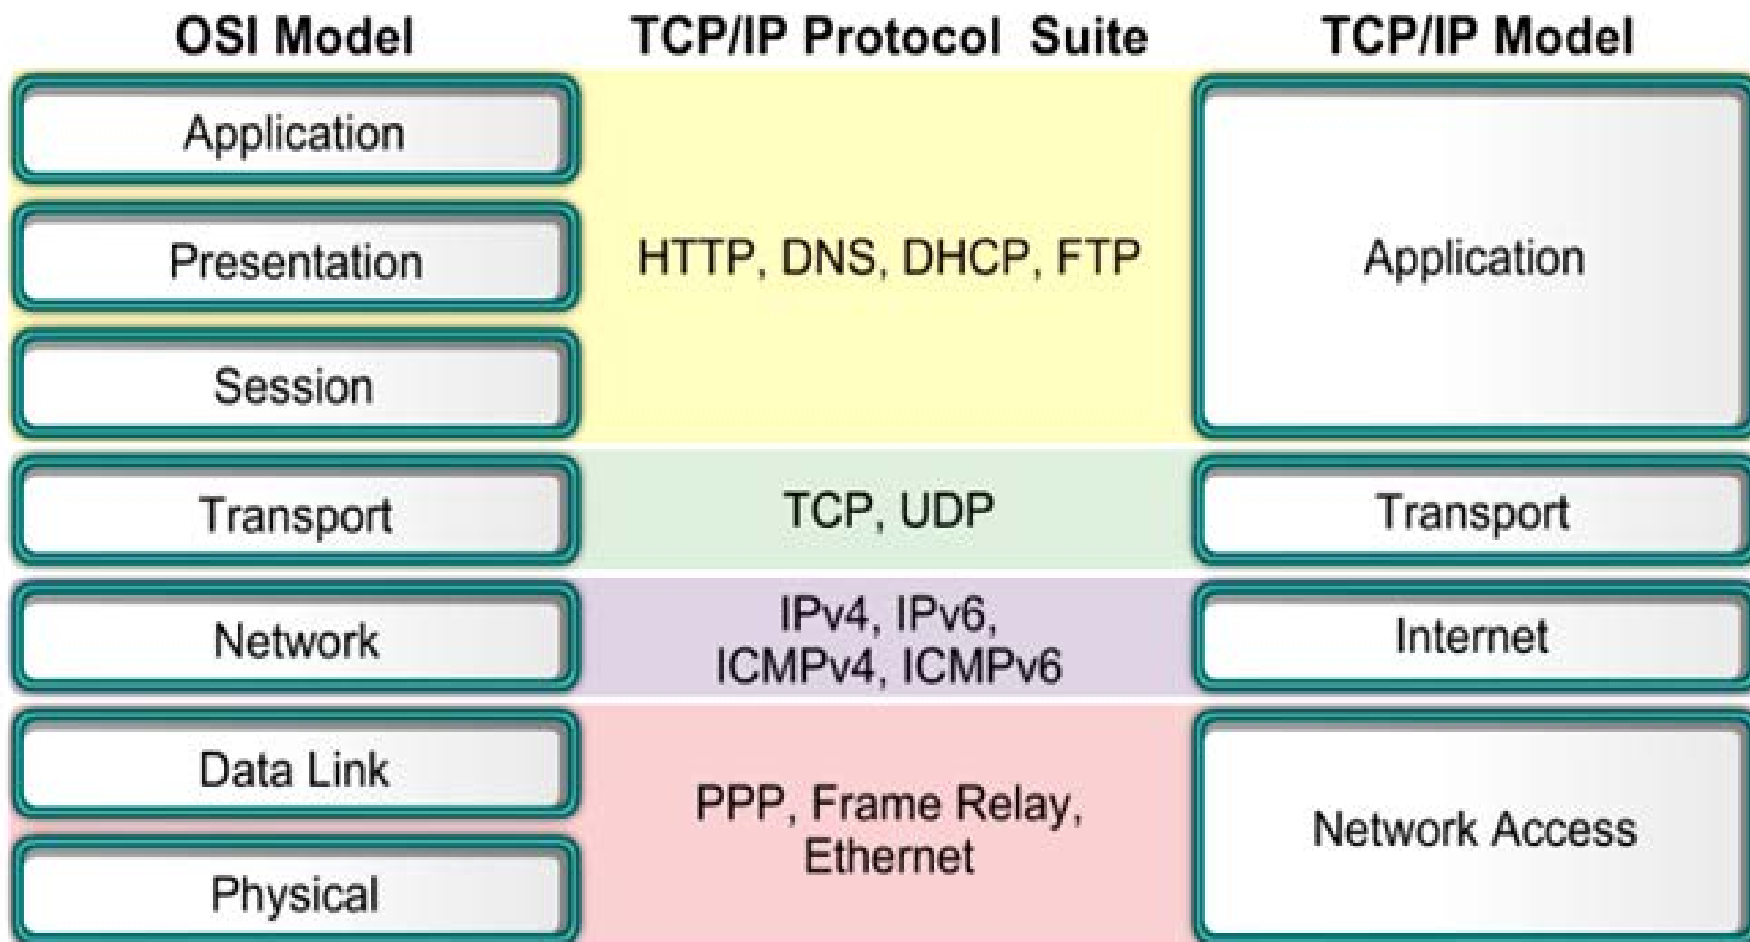 OSI Model
TCP/IP Protocol Suite
TCP/IP Model
Application
Presentation
Session
HTTP, DNS, DHCP, FTP
Application
Transport
TCP, UDP
Transport
Network
IPv4, IPv6,
ICMPv4, ICMPv6
Internet
Data Link
Physical
PPP, Frame Relay,
Ethernet
Network Access